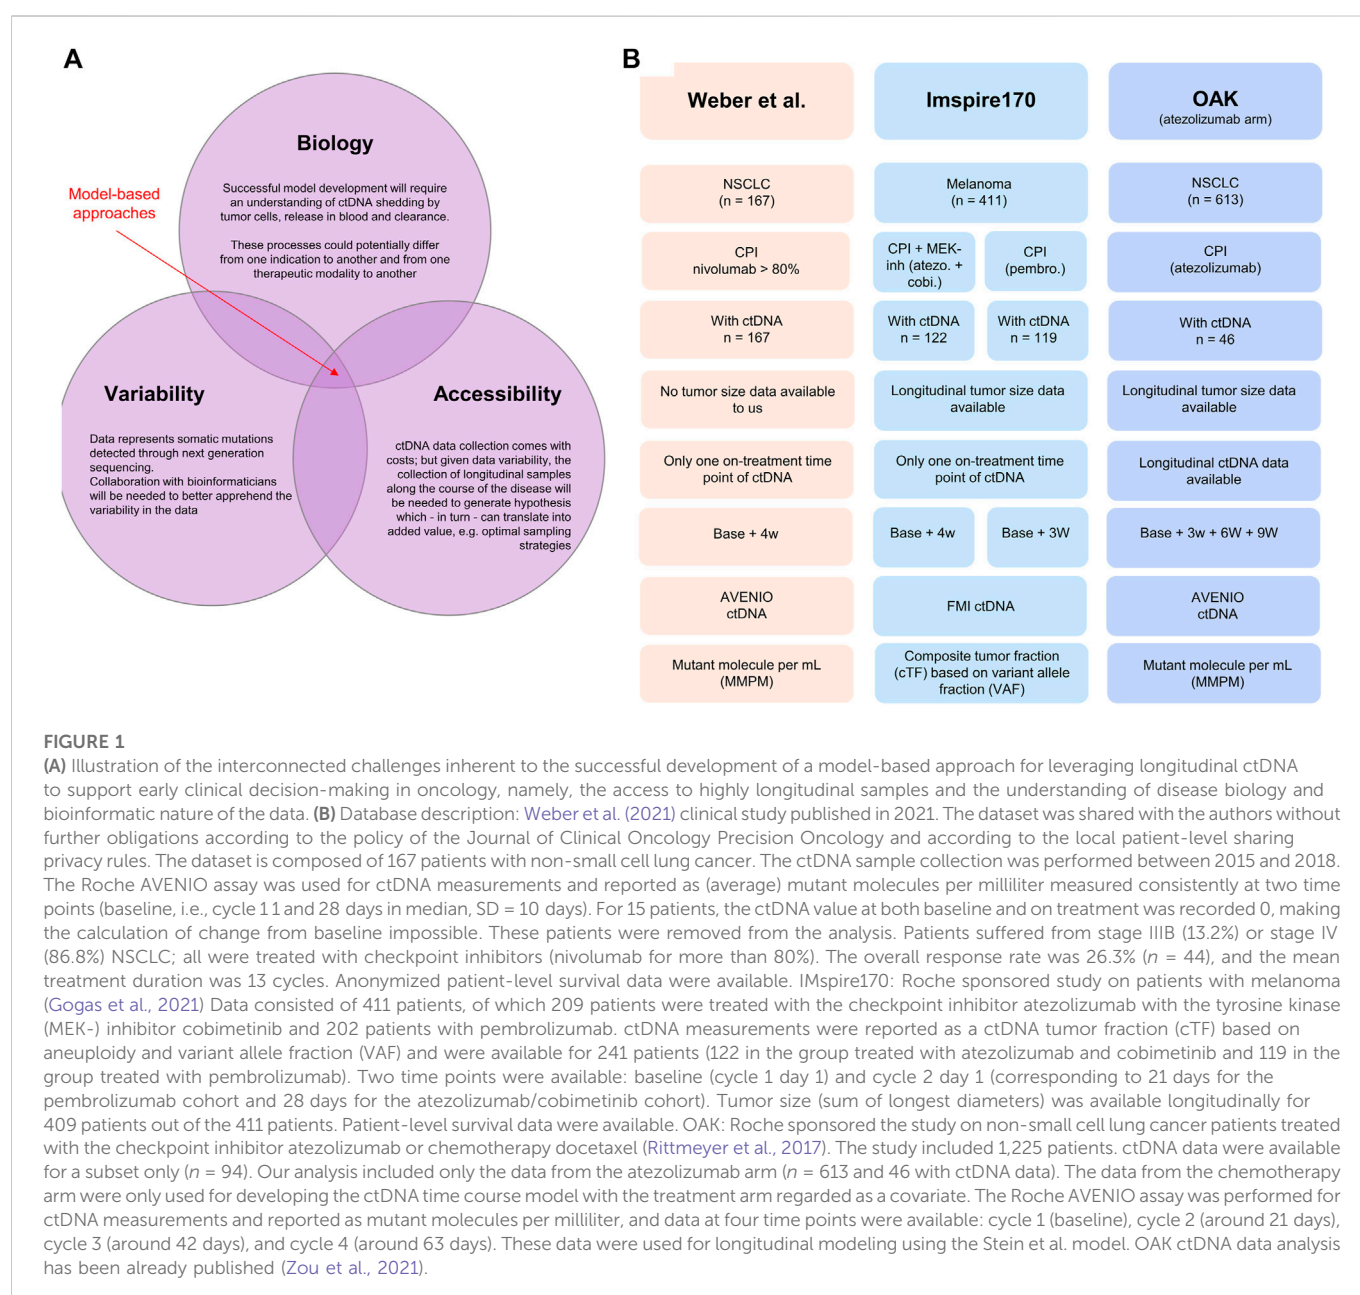 A
Biology
Successful model development will require
an understanding of ctDNA shedding by
tumor cells, release in blood and clearance.
These processes could potentially differ
from one indication to another and from one
therapeutic modality to another
Model-based
approaches
Variability
Data represents somatic mutations
detected through next generation
sequencing.
Collaboration with bioinformaticians
will be needed to better apprehend the
variability in the data
Accessibility
ctDNA data collection comes with
costs; but given data variability, the
collection of longitudinal samples
along the course of the disease will
be needed to generate hypothesis
which - in turn - can translate into
added value, e.g. optimal sampling
strategies
B
Weber et al.
Imspire170
OAK
(atezolizumab arm)
NSCLC
(n = 167)
Melanoma
(n = 411)
NSCLC
(n = 613)
CPI
nivolumab > 80%
CPI + MEK-
inh (atezo. +
cobi.)
CPI
(pembro.)
CPI
(atezolizumab)
With ctDNA
n = 167
With ctDNA
n = 122
With ctDNA
n = 119
With ctDNA
n = 46
No tumor size data available
to us
Longitudinal tumor size data
available
Longitudinal tumor size data
available
Only one on-treatment time
point of ctDNA
Only one on-treatment time
point of ctDNA
Longitudinal ctDNA data
available
Base + 4w
Base + 4w
Base + 3W
Base + 3w + 6W + 9W
AVENIO
ctDNA
FMI ctDNA
AVENIO
ctDNA
Mutant molecule per mL
(MMPM)
Composite tumor fraction
(cTF) based on variant allele
fraction (VAF)
Mutant molecule per mL
(MMPM)
FIGURE 1
(A) Illustration of the interconnected challenges inherent to the successful development of a model-based approach for leveraging longitudinal ctDNA
to support early clinical decision-making in oncology, namely, the access to highly longitudinal samples and the understanding of disease biology and
bioinformatic nature of the data. (B) Database description: Weber et al. (2021) clinical study published in 2021. The dataset was shared with the authors without
further obligations according to the policy of the Journal of Clinical Oncology Precision Oncology and according to the local patient-level sharing
privacy rules. The dataset is composed of 167 patients with non-small cell lung cancer. The ctDNA sample collection was performed between 2015 and 2018.
The Roche AVENIO assay was used for ctDNA measurements and reported as (average) mutant molecules per milliliter measured consistently at two time
points (baseline, i.e., cycle 1 1 and 28 days in median, SD = 10 days). For 15 patients, the ctDNA value at both baseline and on treatment was recorded 0, making
the calculation of change from baseline impossible. These patients were removed from the analysis. Patients suffered from stage IIIB (13.2%) or stage IV
(86.8%) NSCLC; all were treated with checkpoint inhibitors (nivolumab for more than 80%). The overall response rate was 26.3% (n = 44), and the mean
treatment duration was 13 cycles. Anonymized patient-level survival data were available. IMspire170: Roche sponsored study on patients with melanoma
(Gogas et al., 2021) Data consisted of 411 patients, of which 209 patients were treated with the checkpoint inhibitor atezolizumab with the tyrosine kinase
(MEK-) inhibitor cobimetinib and 202 patients with pembrolizumab. ctDNA measurements were reported as a ctDNA tumor fraction (cTF) based on
aneuploidy and variant allele fraction (VAF) and were available for 241 patients (122 in the group treated with atezolizumab and cobimetinib and 119 in the
group treated with pembrolizumab). Two time points were available: baseline (cycle 1 day 1) and cycle 2 day 1 (corresponding to 21 days for the
pembrolizumab cohort and 28 days for the atezolizumab/cobimetinib cohort). Tumor size (sum of longest diameters) was available longitudinally for
409 patients out of the 411 patients. Patient-level survival data were available. OAK: Roche sponsored the study on non-small cell lung cancer patients treated
with the checkpoint inhibitor atezolizumab or chemotherapy docetaxel (Rittmeyer et al., 2017). The study included 1,225 patients. ctDNA data were available
for a subset only (n = 94). Our analysis included only the data from the atezolizumab arm (n = 613 and 46 with ctDNA data). The data from the chemotherapy
arm were only used for developing the ctDNA time course model with the treatment arm regarded as a covariate. The Roche AVENIO assay was performed for
ctDNA measurements and reported as mutant molecules per milliliter, and data at four time points were available: cycle 1 (baseline), cycle 2 (around 21 days),
cycle 3 (around 42 days), and cycle 4 (around 63 days). These data were used for longitudinal modeling using the Stein et al. model. OAK ctDNA data analysis
has been already published (Zou et al., 2021).